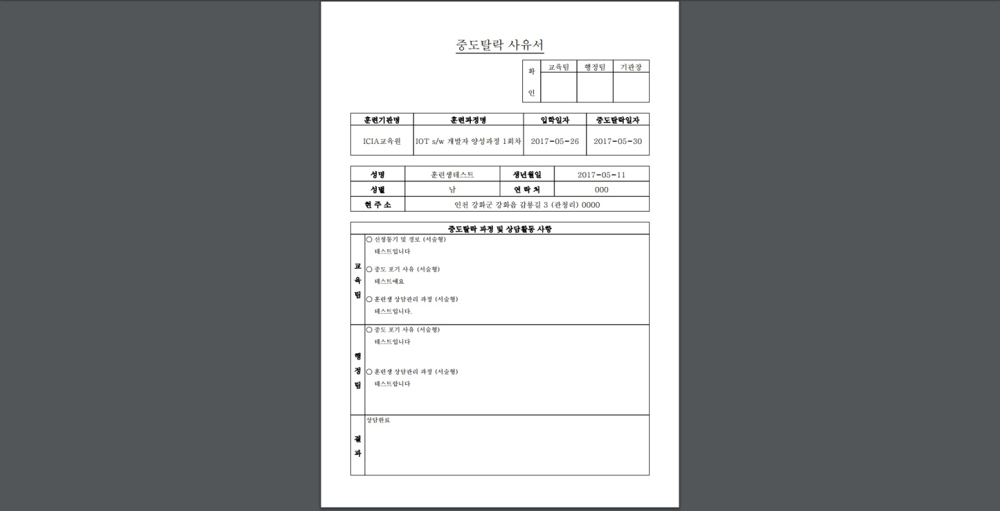 중도탈락 사유서
확 인 교육팀 행정팀 기관장
훈련기관명 훈련과정명 입학일자 중도탈락일자
ICIA교육원 IOT s/w 개발자 양성과정 1회차 2017-05-26 2017-05-30
성명 훈련생테스트 생년월일 2017-05-11
성별 남 연 락 처 000
현 주 소 인천 강화군 강화읍 갑룡길 3 (관청리) 0000
중도탈락 과정 및 상담활동 사항
교육팀
○ 신청동기 및 경로 (서술형)
테스트입니다
○ 중도 포기 사유 (서술형)
테스트에요
○ 훈련생 상담관리 과정 (서술형)
테스트입니다.
행정팀
○ 중도 포기 사유 (서술형)
테스트입니다
○ 훈련생 상담관리 과정 (서술형)
테스트랍니다
결과
상담완료